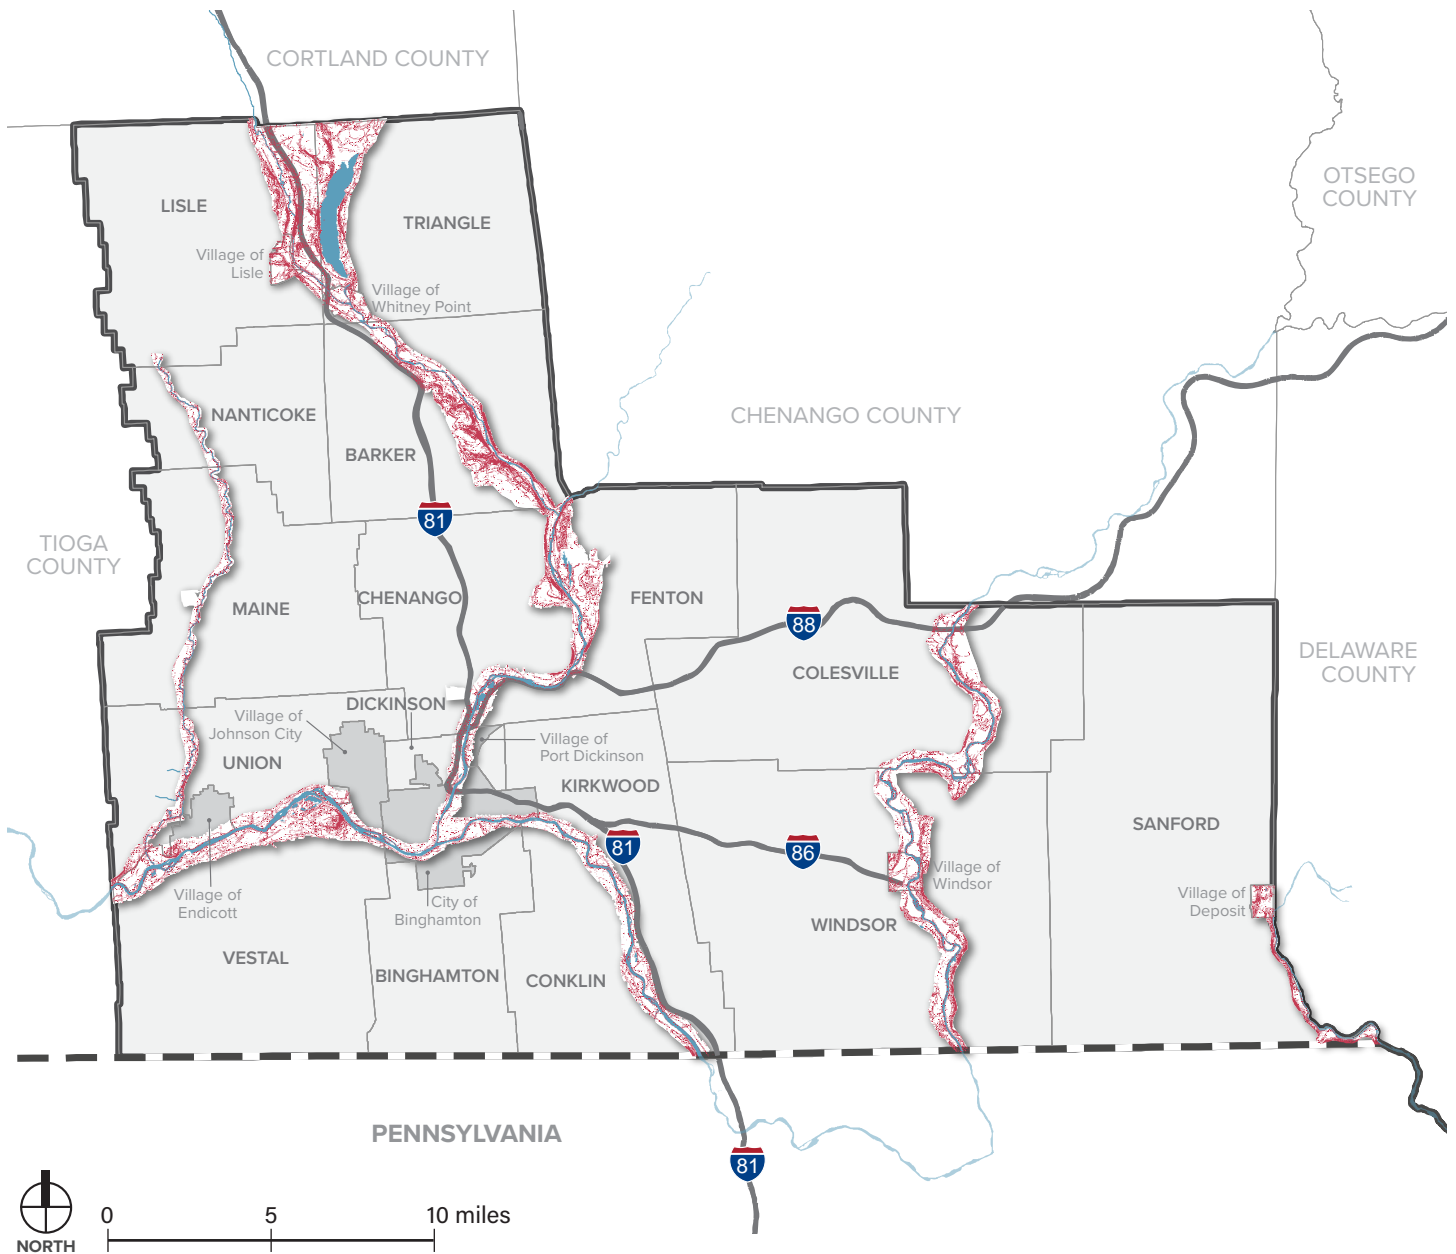 CORTLAND COUNTY
OTSEGO
COUNTY
LISLE
TRIANGLE
Village of
Lisle
Village of
Whitney Point
NANTICOKE
CHENANGO COUNTY
BARKER
81
TIOGA
COUNTY
MAINE
CHENANGO
FENTON
88
DELAWARE
COUNTY
COLESVILLE
DICKINSON
Village of
Johnson City
Village of
Port Dickinson
UNION
KIRKWOOD
SANFORD
81
86
Village of
Windsor
Village of
Endicott
City of
Binghamton
Village of
Deposit
WINDSOR
VESTAL
BINGHAMTON
CONKLIN
PENNSYLVANIA
81
0 5 10 miles
NORTH